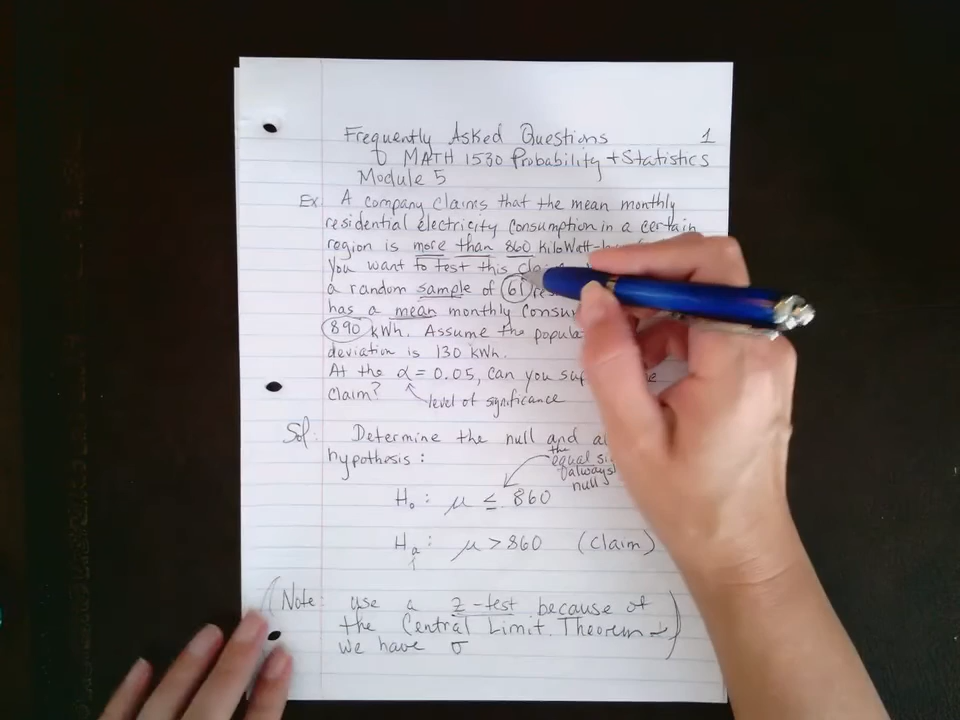 Frequently Asked Questions 1
to MATH 1530 Probability + Statistics
Module 5
Ex A company claims that the mean monthly
residential electricity consumption in a certain
region is more than 860 kiloWatt-
You want to test this
a random sample of 61
has a mean monthly
890 kWh. Assume the
deviation is 130 kWh.
At the α = 0.05, can you
claim?
level of significance
Sol: Determine the null and
hypothesis:
the
equal
always
null
H₀: μ ≤ 860
Hₐ: μ > 860 (claim)
(Note: use a z-test because of
the Central Limit Theorem +
we have σ )